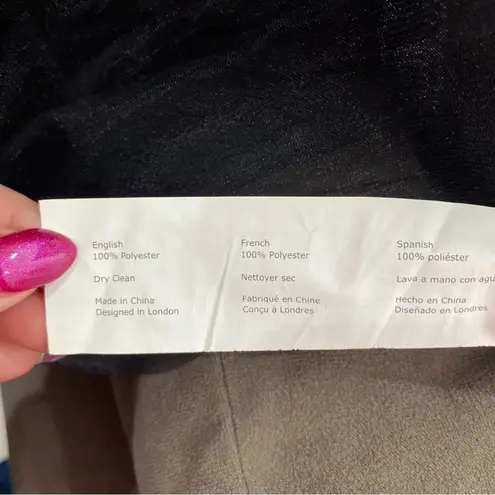 English
100% Polyester
Dry Clean
Made in China
Designed in London
French
100% Polyester
Nettoyer sec
Fabriqué en Chine
Conçu à Londres
Spanish
100% poliéster
Lava a mano con
Hecho en China
Diseñado en Londres